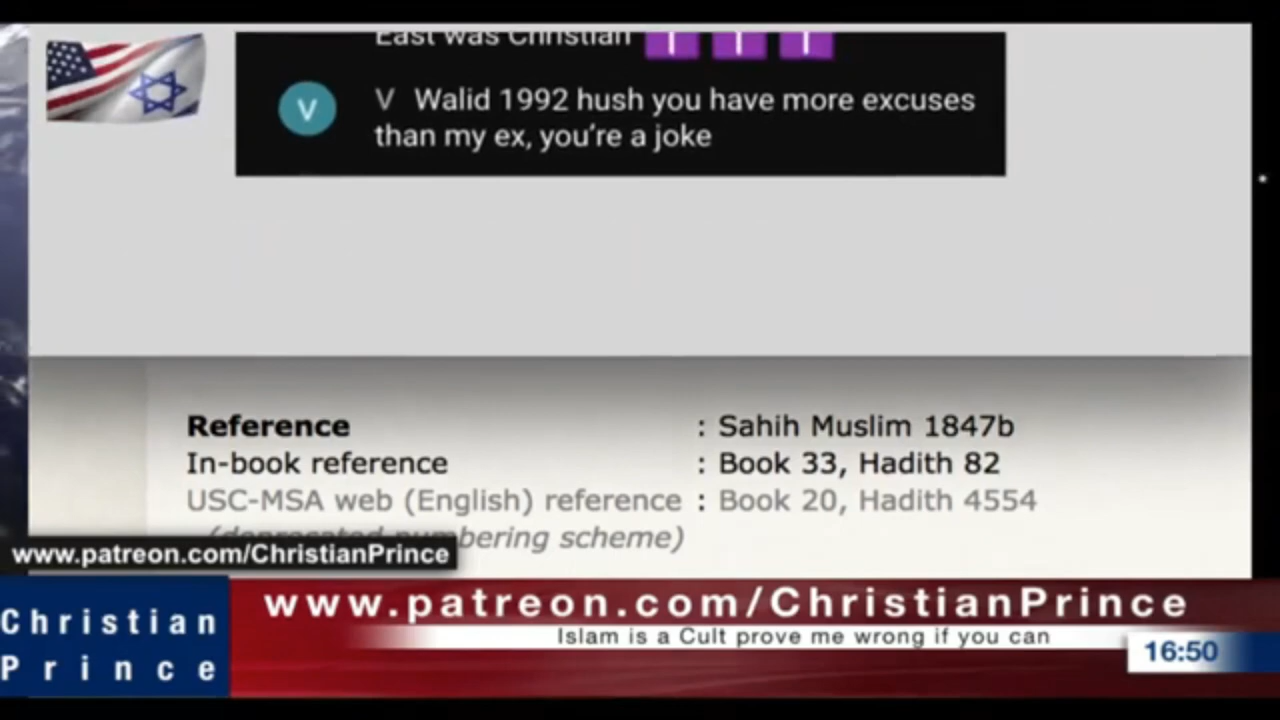 East was Christian
V
V Walid 1992 hush you have more excuses
than my ex, you're a joke
Reference : Sahih Muslim 1847b
In-book reference : Book 33, Hadith 82
USC-MSA web (English) reference : Book 20, Hadith 4554
(deprecated numbering scheme)
www.patreon.com/ChristianPrince
www.patreon.com/ChristianPrince
Islam is a Cult prove me wrong if you can
Christian
Prince
16:50